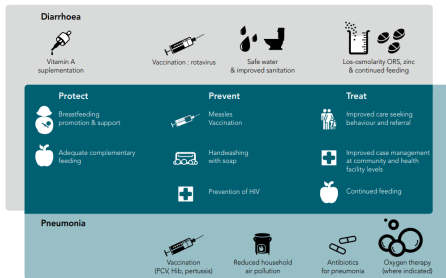 Diarrhoea
Vitamin A
suplementation
Vaccination : rotavirus
Safe water
& improved sanitation
Los-osmolarity ORS, zinc
& continued feeding
Protect
Prevent
Treat
Breastfeeding
promotion & support
Measles
Vaccination
Improved care seeking
behaviour and referral
Adequate complementary
feeding
Handwashing
with soap
Improved case management
at community and health
facility levels
Prevention of HIV
Continued feeding
Pneumonia
Vaccination
(PCV, Hib, pertussis)
Reduced household
air pollution
Antibiotics
for pneumonia
Oxygen therapy
(where indicated)